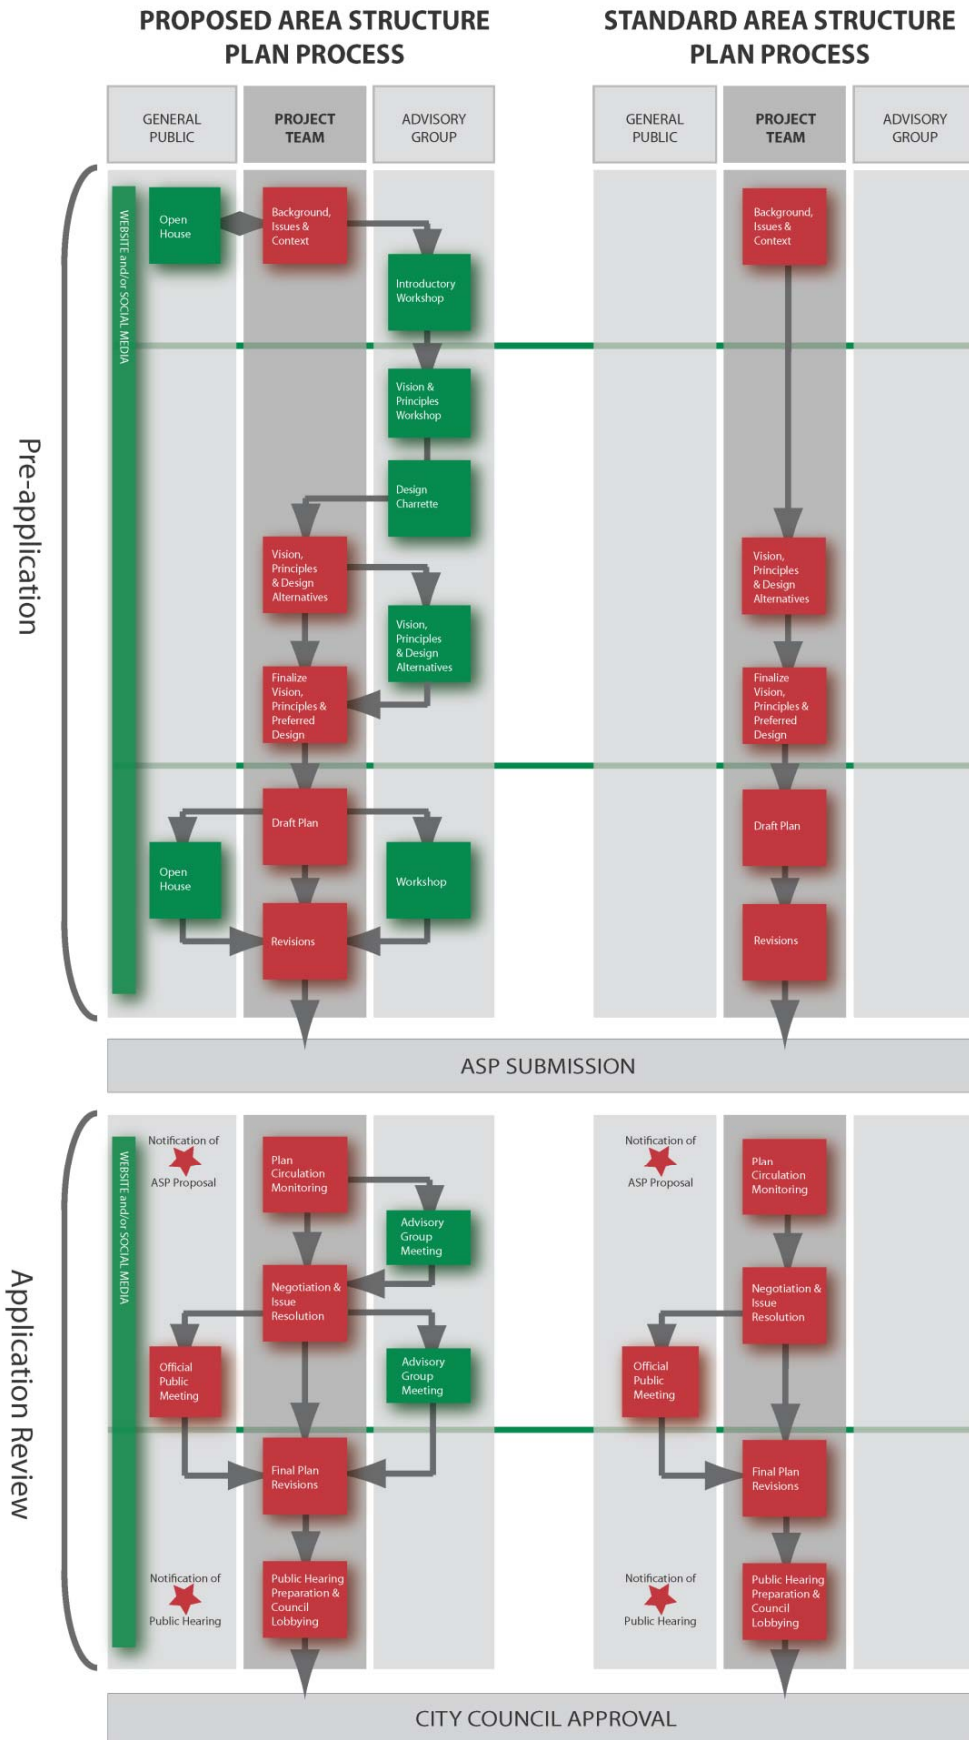 PROPOSED AREA STRUCTURE
PLAN PROCESS
STANDARD AREA STRUCTURE
PLAN PROCESS
GENERAL
PUBLIC
PROJECT
TEAM
ADVISORY
GROUP
GENERAL
PUBLIC
PROJECT
TEAM
ADVISORY
GROUP
Pre-application
WEBSITE and/or SOCIAL MEDIA
Open
House
Background,
Issues &
Context
Introductory
Workshop
Vision &
Principles
Workshop
Design
Charrette
Vision,
Principles
& Design
Alternatives
Vision,
Principles
& Design
Alternatives
Finalize
Vision,
Principles &
Preferred
Design
Draft Plan
Open
House
Workshop
Revisions
Background,
Issues &
Context
Vision,
Principles
& Design
Alternatives
Finalize
Vision,
Principles &
Preferred
Design
Draft Plan
Revisions
ASP SUBMISSION
Application Review
WEBSITE and/or SOCIAL MEDIA
Notification of
ASP Proposal
Plan
Circulation
Monitoring
Advisory
Group
Meeting
Negotiation &
Issue
Resolution
Official
Public
Meeting
Advisory
Group
Meeting
Final Plan
Revisions
Notification of
Public Hearing
Public Hearing
Preparation &
Council
Lobbying
Notification of
ASP Proposal
Plan
Circulation
Monitoring
Negotiation &
Issue
Resolution
Official
Public
Meeting
Final Plan
Revisions
Notification of
Public Hearing
Public Hearing
Preparation &
Council
Lobbying
CITY COUNCIL APPROVAL